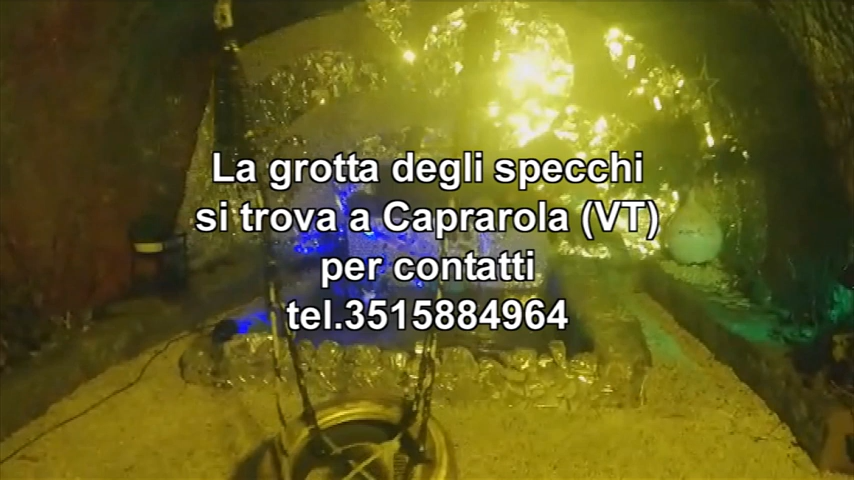 La grotta degli specchi
si trova a Caprarola (VT)
per contatti
tel.3515884964